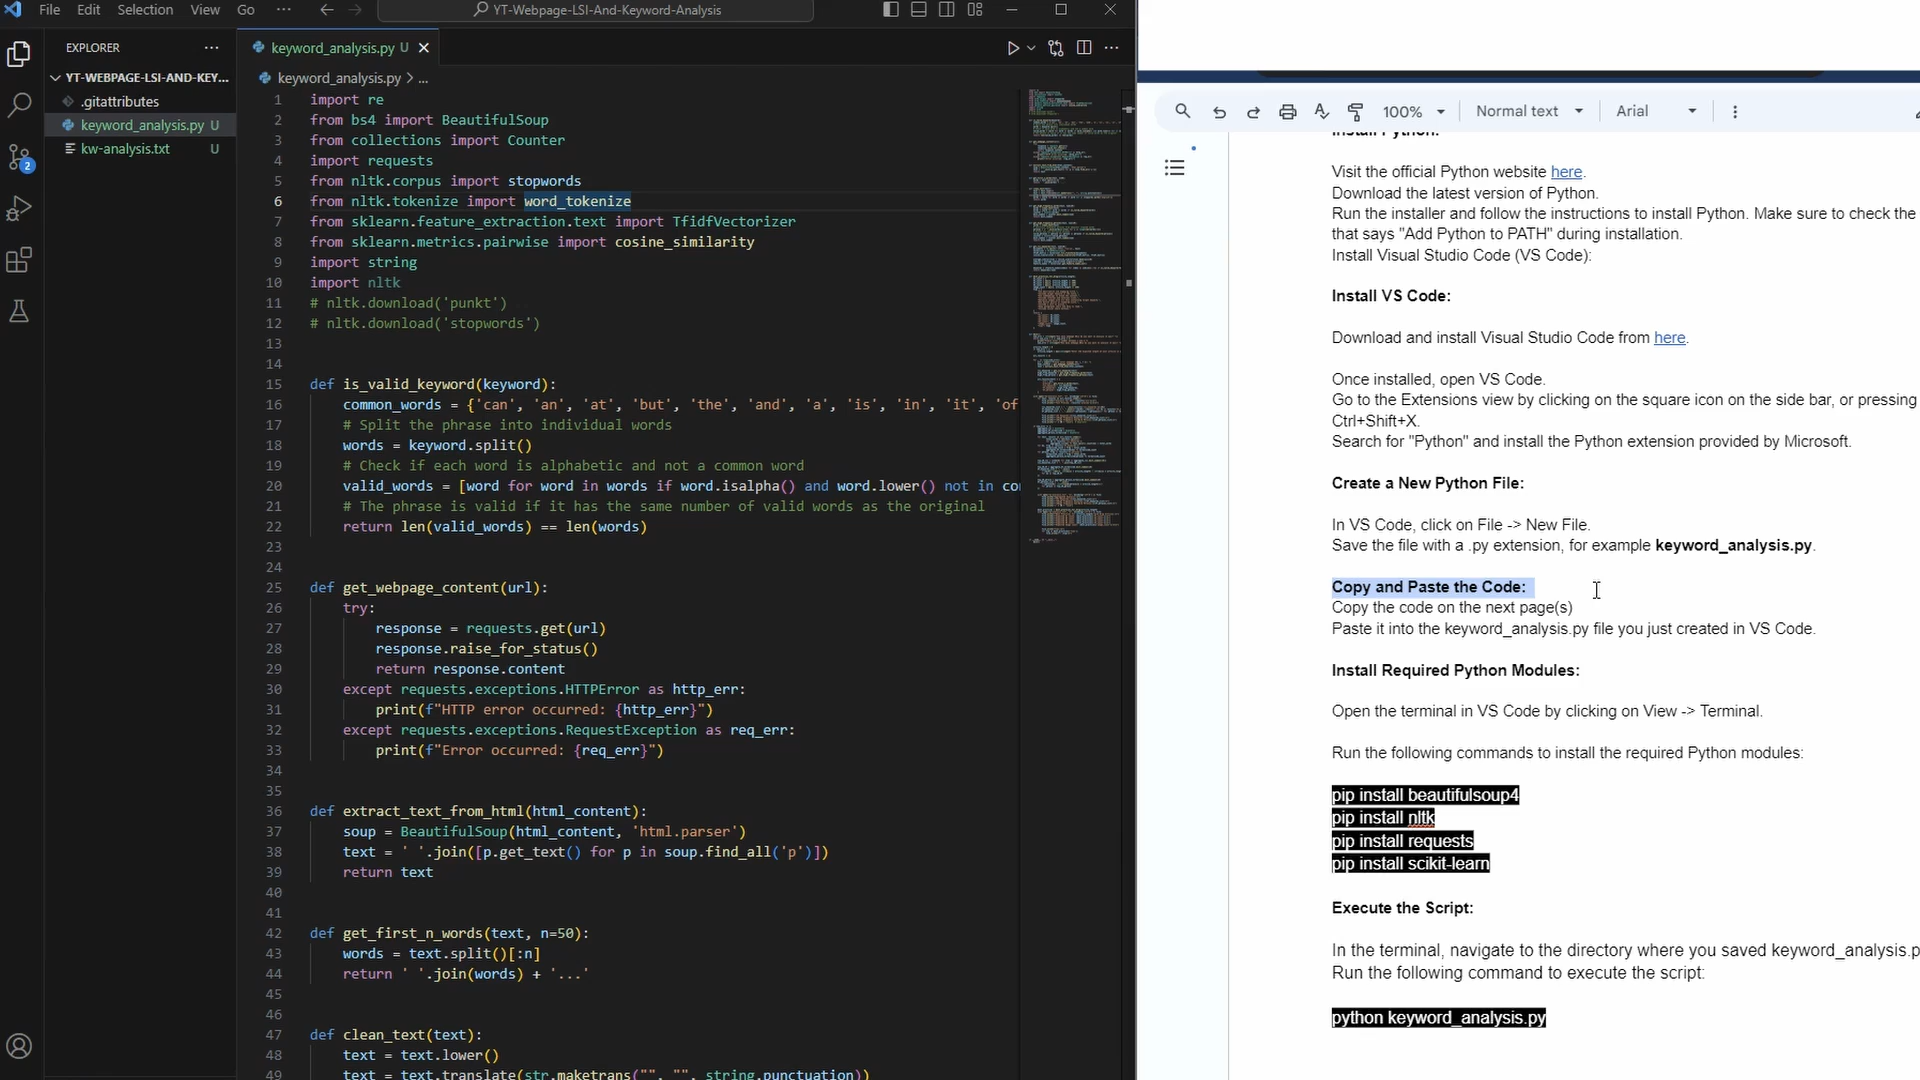 File Edit Selection View Go ··· YT-Webpage-LSI-And-Keyword-Analysis
EXPLORER ···
YT-WEBPAGE-LSI-AND-KEY...
.gitattributes
keyword_analysis.py U
kw-analysis.txt U
2
keyword_analysis.py U
keyword_analysis.py > ...
1 import re
2 from bs4 import BeautifulSoup
3 from collections import Counter
4 import requests
5 from nltk.corpus import stopwords
6 from nltk.tokenize import word_tokenize
7 from sklearn.feature_extraction.text import TfidfVectorizer
8 from sklearn.metrics.pairwise import cosine_similarity
9 import string
10 import nltk
11 # nltk.download('punkt')
12 # nltk.download('stopwords')
13
14
15 def is_valid_keyword(keyword):
16 common_words = {'can', 'an', 'at', 'but', 'the', 'and', 'a', 'is', 'in', 'it', 'of
17 # Split the phrase into individual words
18 words = keyword.split()
19 # Check if each word is alphabetic and not a common word
20 valid_words = [word for word in words if word.isalpha() and word.lower() not in co
21 # The phrase is valid if it has the same number of valid words as the original
22 return len(valid_words) == len(words)
23
24
25 def get_webpage_content(url):
26 try:
27 response = requests.get(url)
28 response.raise_for_status()
29 return response.content
30 except requests.exceptions.HTTPError as http_err:
31 print(f"HTTP error occurred: {http_err}")
32 except requests.exceptions.RequestException as req_err:
33 print(f"Error occurred: {req_err}")
34
35
36 def extract_text_from_html(html_content):
37 soup = BeautifulSoup(html_content, 'html.parser')
38 text = ' '.join([p.get_text() for p in soup.find_all('p')])
39 return text
40
41
42 def get_first_n_words(text, n=50):
43 words = text.split()[:n]
44 return ' '.join(words) + '...'
45
46
47 def clean_text(text):
48 text = text.lower()
49 text = text.translate(str.maketrans("", "", string.punctuation))
100% Normal text Arial
Install Python:
Visit the official Python website here.
Download the latest version of Python.
Run the installer and follow the instructions to install Python. Make sure to check the
that says "Add Python to PATH" during installation.
Install Visual Studio Code (VS Code):
Install VS Code:
Download and install Visual Studio Code from here.
Once installed, open VS Code.
Go to the Extensions view by clicking on the square icon on the side bar, or pressing
Ctrl+Shift+X.
Search for "Python" and install the Python extension provided by Microsoft.
Create a New Python File:
In VS Code, click on File -> New File.
Save the file with a .py extension, for example keyword_analysis.py.
Copy and Paste the Code:
Copy the code on the next page(s)
Paste it into the keyword_analysis.py file you just created in VS Code.
Install Required Python Modules:
Open the terminal in VS Code by clicking on View -> Terminal.
Run the following commands to install the required Python modules:
pip install beautifulsoup4
pip install nltk
pip install requests
pip install scikit-learn
Execute the Script:
In the terminal, navigate to the directory where you saved keyword_analysis.p
Run the following command to execute the script:
python keyword_analysis.py